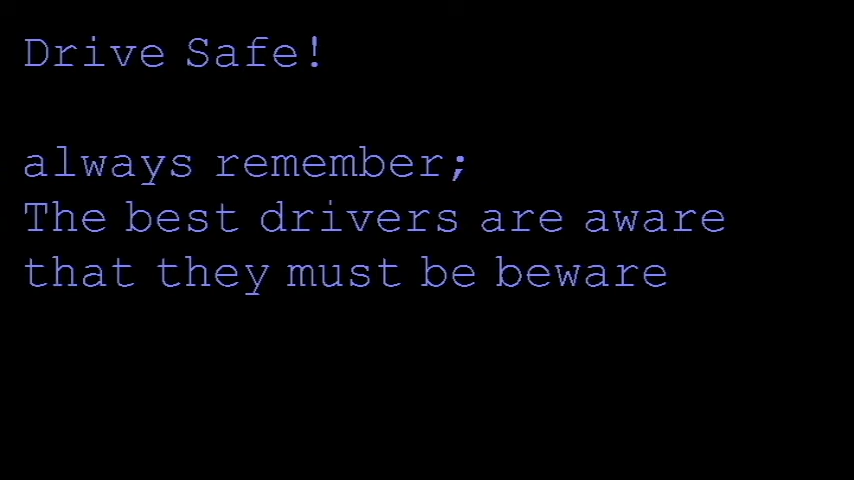 Drive Safe!
always remember;
The best drivers are aware
that they must be beware